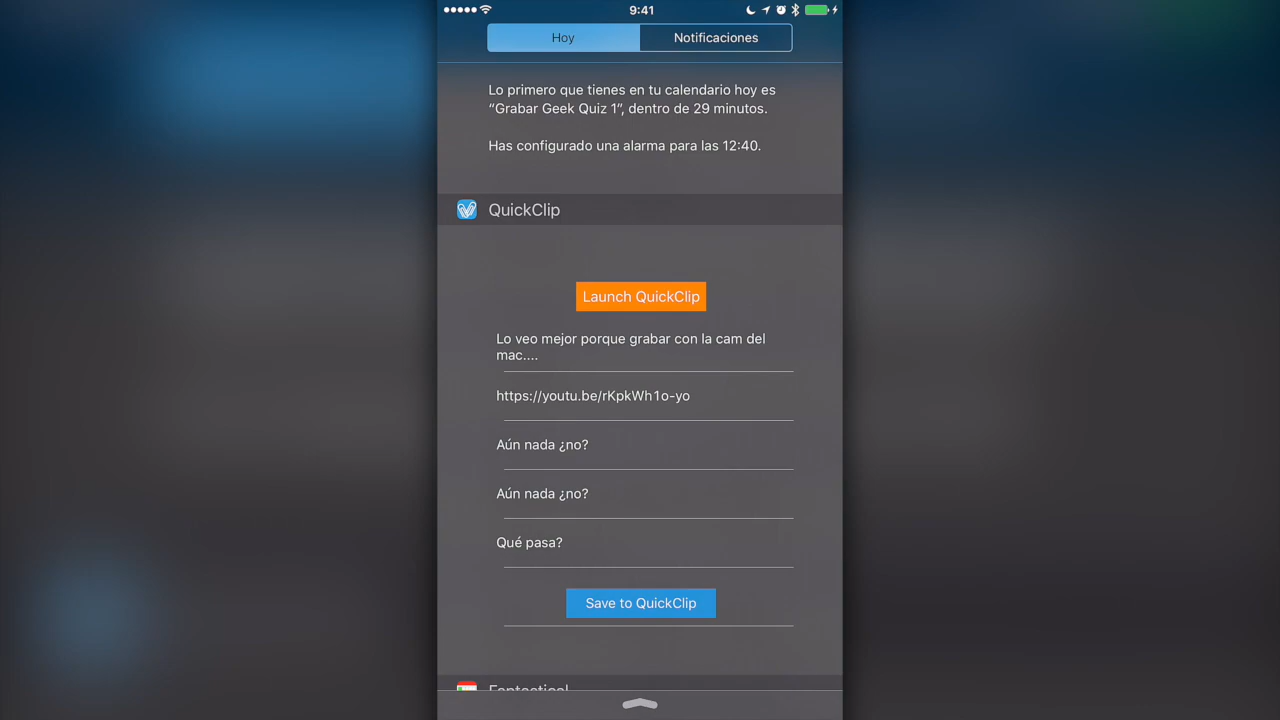 9:41
Hoy
Notificaciones
Lo primero que tienes en tu calendario hoy es
“Grabar Geek Quiz 1”, dentro de 29 minutos.
Has configurado una alarma para las 12:40.
QuickClip
Launch QuickClip
Lo veo mejor porque grabar con la cam del
mac....
https://youtu.be/rKpkWh1o-yo
Aún nada ¿no?
Aún nada ¿no?
Qué pasa?
Save to QuickClip
Fantastical